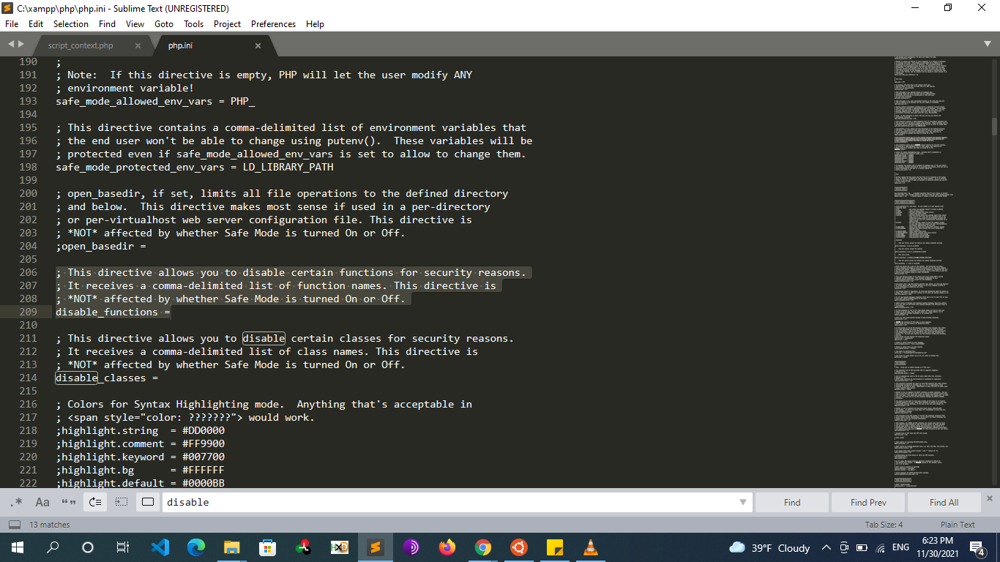 C:\xampp\php\php.ini - Sublime Text (UNREGISTERED)
File Edit Selection Find View Goto Tools Project Preferences Help
script_context.php × php.ini ×
190 ;
191 ; Note:  If this directive is empty, PHP will let the user modify ANY
192 ; environment variable!
193 safe_mode_allowed_env_vars = PHP_
194
195 ; This directive contains a comma-delimited list of environment variables that
196 ; the end user won't be able to change using putenv().  These variables will be
197 ; protected even if safe_mode_allowed_env_vars is set to allow to change them.
198 safe_mode_protected_env_vars = LD_LIBRARY_PATH
199
200 ; open_basedir, if set, limits all file operations to the defined directory
201 ; and below.  This directive makes most sense if used in a per-directory
202 ; or per-virtualhost web server configuration file. This directive is
203 ; *NOT* affected by whether Safe Mode is turned On or Off.
204 ;open_basedir =
205
206 ; This directive allows you to disable certain functions for security reasons.
207 ; It receives a comma-delimited list of function names. This directive is
208 ; *NOT* affected by whether Safe Mode is turned On or Off.
209 disable_functions =
210
211 ; This directive allows you to disable certain classes for security reasons.
212 ; It receives a comma-delimited list of class names. This directive is
213 ; *NOT* affected by whether Safe Mode is turned On or Off.
214 disable_classes =
215
216 ; Colors for Syntax Highlighting mode.  Anything that's acceptable in
217 ; <span style="color: ???????"> would work.
218 ;highlight.string  = #DD0000
219 ;highlight.comment = #FF9900
220 ;highlight.keyword = #007700
221 ;highlight.bg      = #FFFFFF
222 ;highlight.default = #0000BB
.* Aa “ ” disable Find Find Prev Find All ×
13 matches Tab Size: 4 Plain Text
39°F Cloudy ENG 6:23 PM
11/30/2021 4